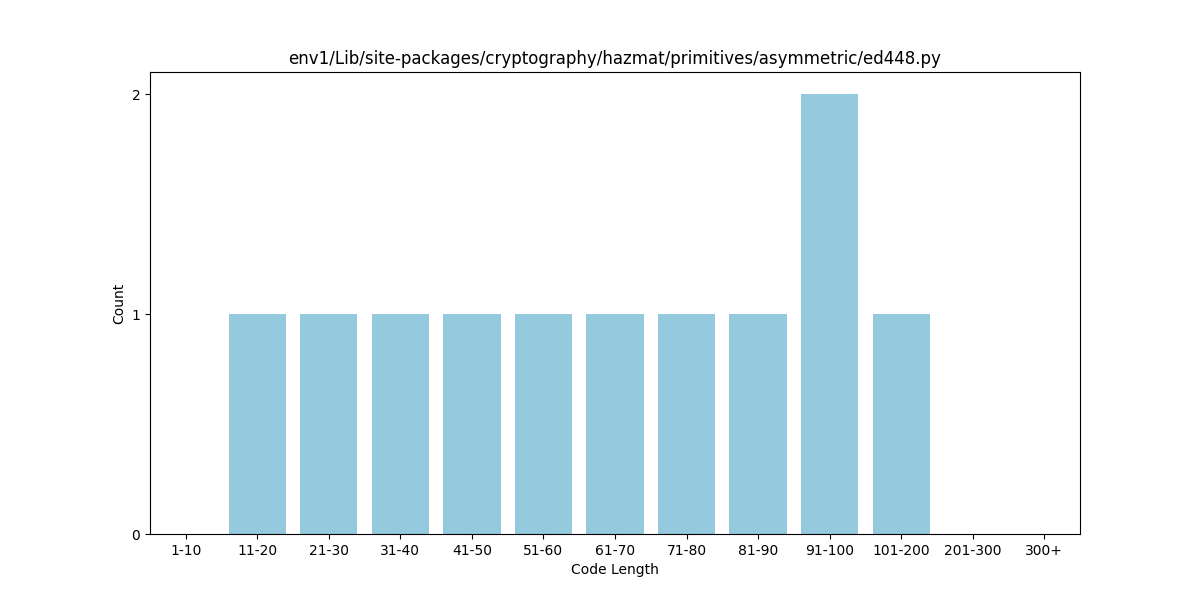 env1/Lib/site-packages/cryptography/hazmat/primitives/asymmetric/ed448.py
2
1
0
Count
1-10 11-20 21-30 31-40 41-50 51-60 61-70 71-80 81-90 91-100 101-200 201-300 300+
Code Length